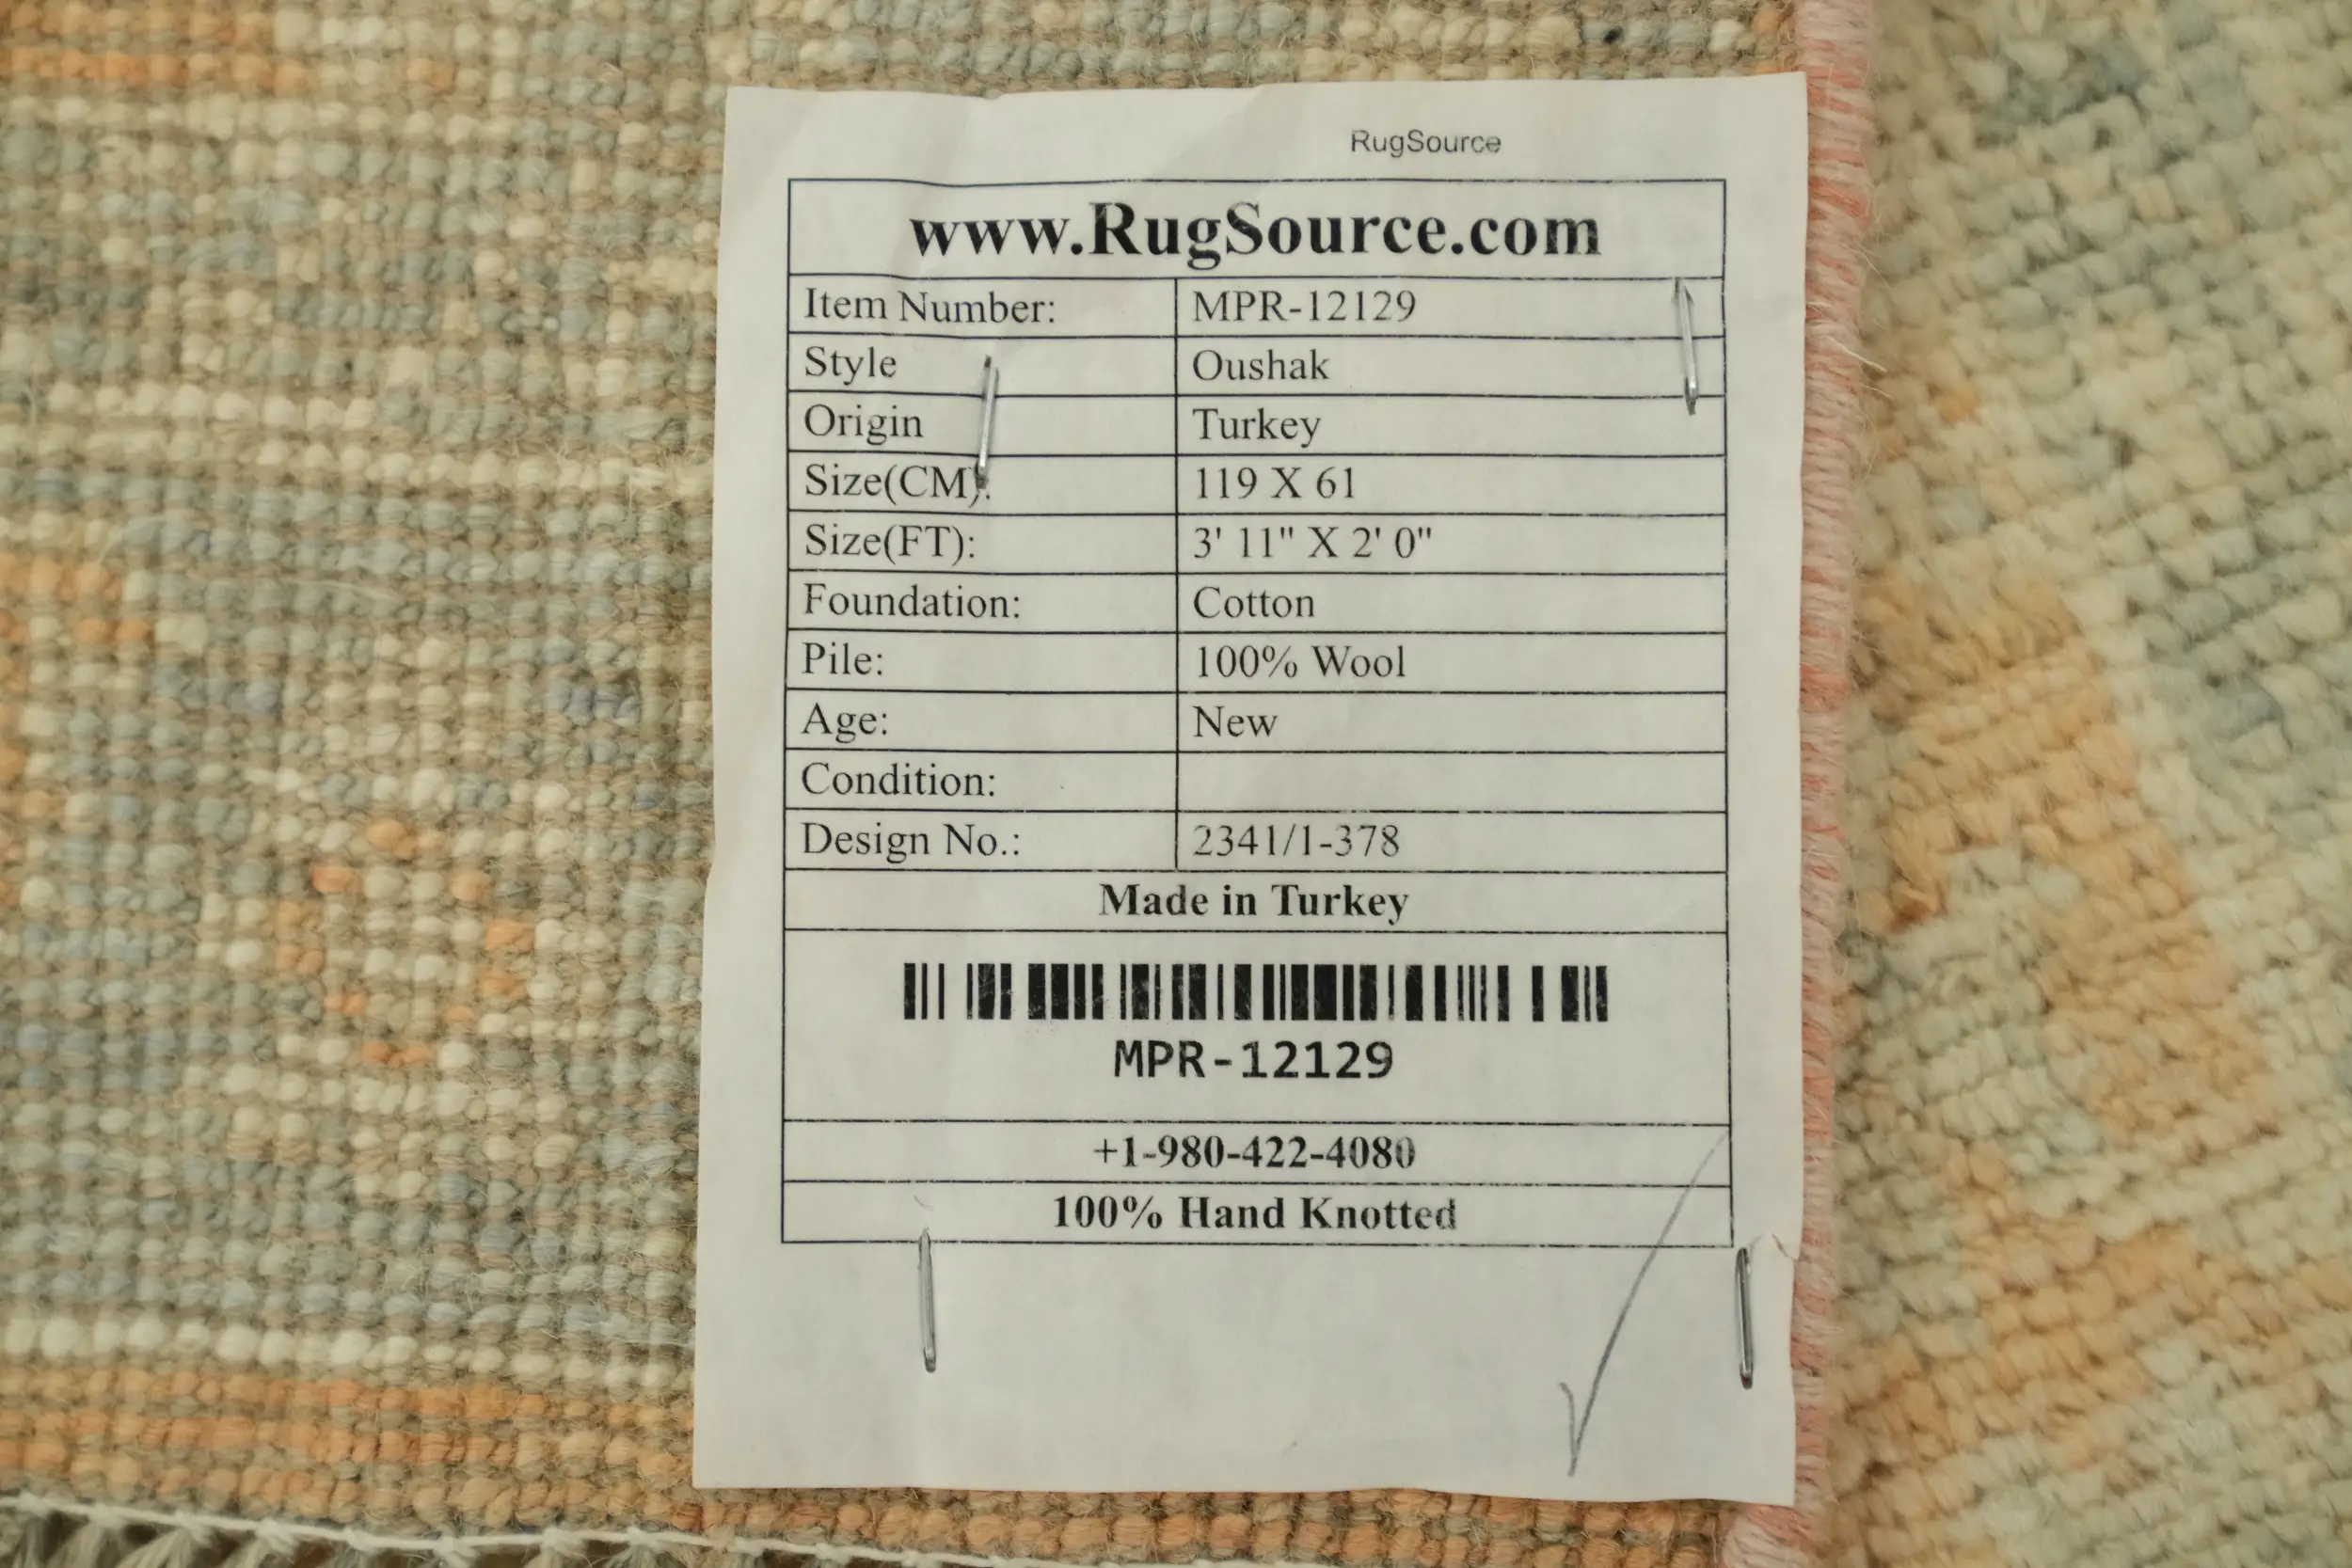 RugSource
www.RugSource.com
Item Number: MPR-12129
Style Oushak
Origin Turkey
Size(CM): 119 X 61
Size(FT): 3' 11" X 2' 0"
Foundation: Cotton
Pile: 100% Wool
Age: New
Condition:
Design No.: 2341/1-378
Made in Turkey
MPR-12129
+1-980-422-4080
100% Hand Knotted